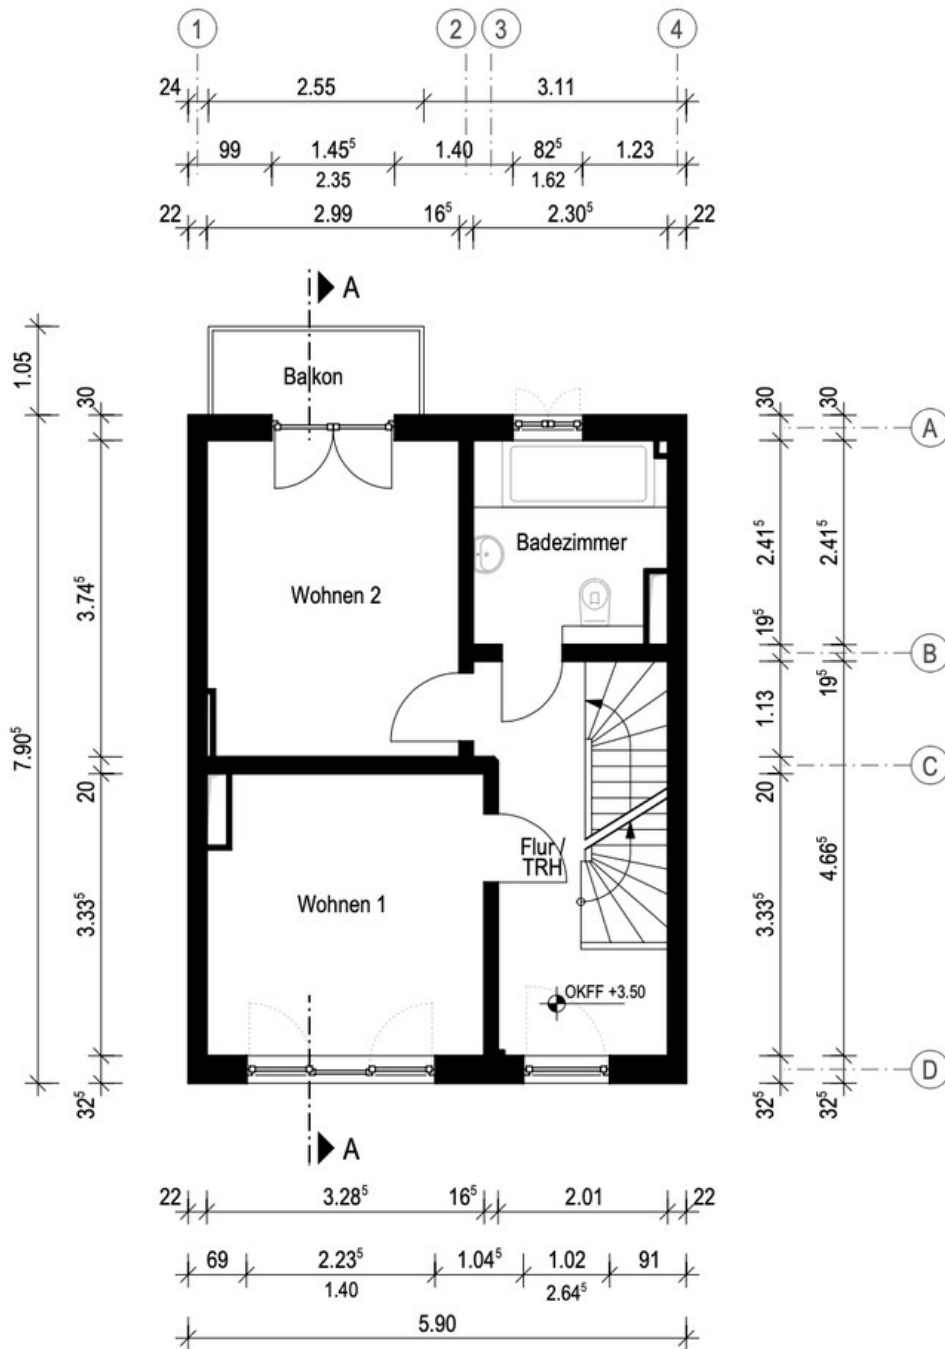 1 2 3 4
24 2.55 3.11
99 1.45⁵ 1.40 82⁵ 1.23
2.35 1.62
22 2.99 16⁵ 2.30⁵ 22
A
1.05
Balkon
30 30 30
A
Badezimmer
2.41⁵ 2.41⁵
3.74⁵
Wohnen 2
19⁵
B
19⁵
1.13
7.90⁵
C
20 20
Flur /
TRH
4.66⁵
Wohnen 1
3.33⁵ 3.33⁵
OKFF +3.50
D
32⁵ 32⁵ 32⁵
A
22 3.28⁵ 16⁵ 2.01 22
69 2.23⁵ 1.04⁵ 1.02 91
1.40 2.64⁵
5.90